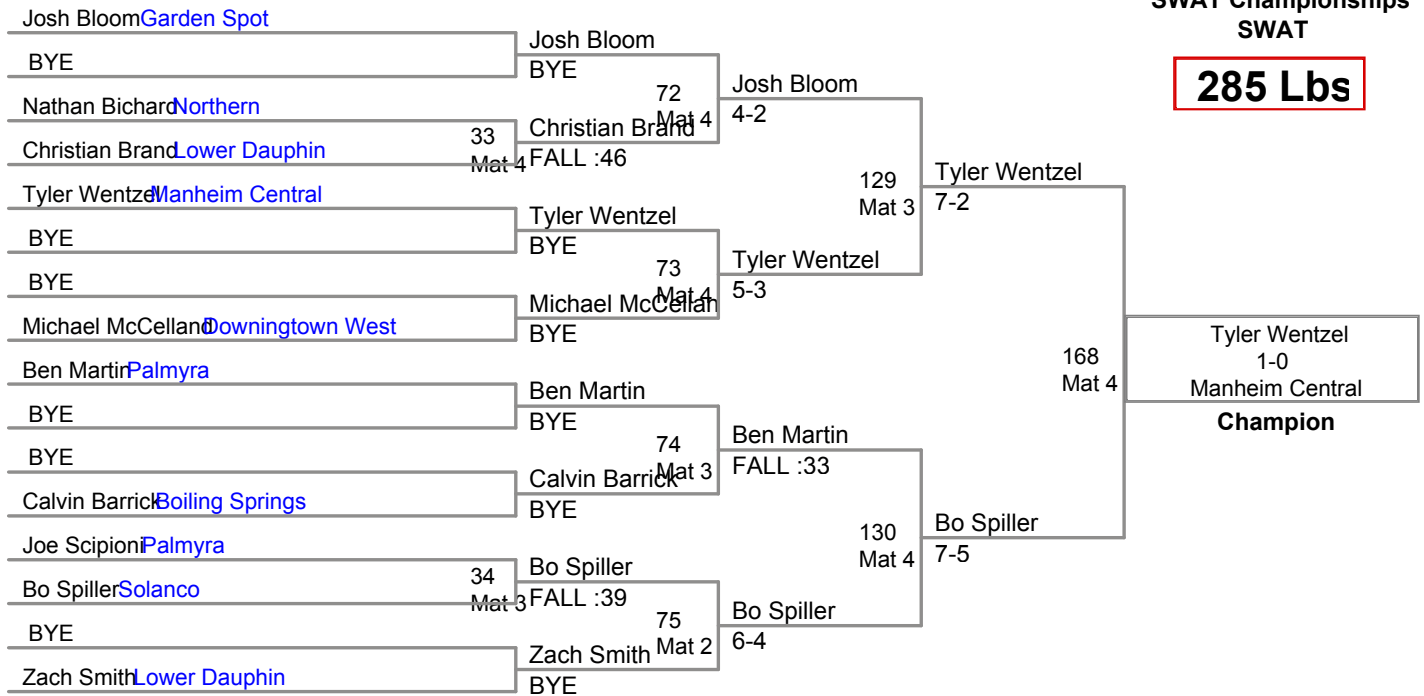 SWAT Championships
SWAT
285 Lbs
Josh Bloom Garden Spot
BYE
Nathan Bichard Northern
Christian Brand Lower Dauphin
Tyler Wentzel Manheim Central
BYE
BYE
Michael McCelland Downingtown West
Ben Martin Palmyra
BYE
BYE
Calvin Barrick Boiling Springs
Joe Scipioni Palmyra
Bo Spiller Solanco
BYE
Zach Smith Lower Dauphin
33
Mat 4
34
Mat 3
Josh Bloom
BYE
Christian Brand
FALL :46
Tyler Wentzel
BYE
Michael McCellan
BYE
Ben Martin
BYE
Calvin Barrick
BYE
Bo Spiller
FALL :39
Zach Smith
BYE
72
Mat 4
73
Mat 4
74
Mat 3
75
Mat 2
Josh Bloom
4-2
Tyler Wentzel
5-3
Ben Martin
FALL :33
Bo Spiller
6-4
129
Mat 3
130
Mat 4
Tyler Wentzel
7-2
Bo Spiller
7-5
168
Mat 4
Tyler Wentzel
1-0
Manheim Central
Champion